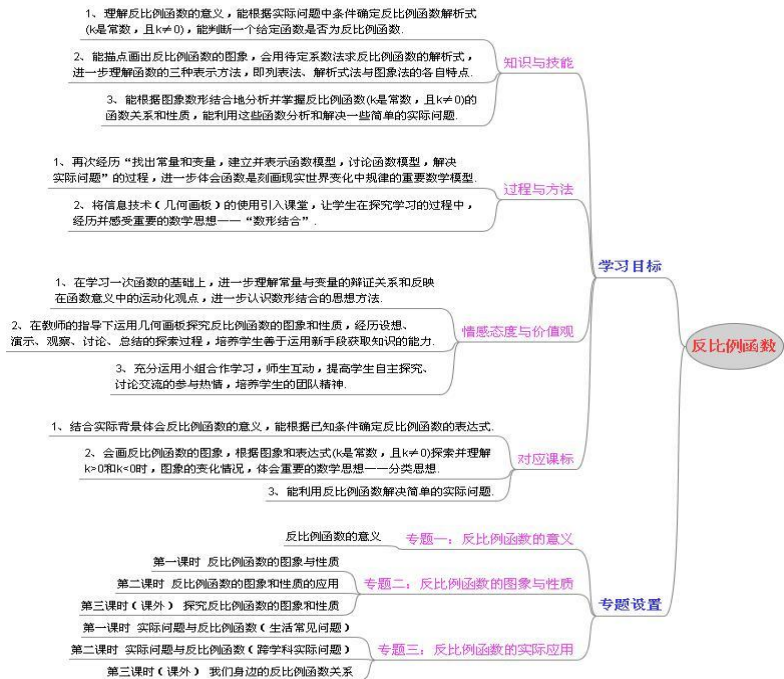 1、理解反比例函数的意义，能根据实际问题中条件确定反比例函数解析式
(k是常数，且k≠0)，能判断一个给定函数是否为反比例函数.
2、能描点画出反比例函数的图象，会用待定系数法求反比例函数的解析式，
进一步理解函数的三种表示方法，即列表法、解析式法与图象法的各自特点.
知识与技能
3、能根据图象数形结合地分析并掌握反比例函数(k是常数，且k≠0)的
函数关系和性质，能利用这些函数分析和解决一些简单的实际问题.
1、再次经历“找出常量和变量，建立并表示函数模型，讨论函数模型，解决
实际问题”的过程，进一步体会函数是刻画现实世界变化中规律的重要数学模型.
过程与方法
2、将信息技术（几何画板）的使用引入课堂，让学生在探究学习的过程中，
经历并感受重要的数学思想——“数形结合”.
学习目标
1、在学习一次函数的基础上，进一步理解常量与变量的辩证关系和反映
在函数意义中的运动化观点，进一步认识数形结合的思想方法.
2、在教师的指导下运用几何画板探究反比例函数的图象和性质，经历设想、
演示、观察、讨论、总结的探索过程，培养学生善于运用新手段获取知识的能力.
情感态度与价值观
反比例函数
3、充分运用小组合作学习，师生互动，提高学生自主探究、
讨论交流的参与热情，培养学生的团队精神.
1、结合实际背景体会反比例函数的意义，能根据已知条件确定反比例函数的表达式.
2、会画反比例函数的图象，根据图象和表达式(k是常数，且k≠0)探索并理解
k>0和k<0时，图象的变化情况，体会重要的数学思想——分类思想.
对应课标
3、能利用反比例函数解决简单的实际问题.
反比例函数的意义
专题一：反比例函数的意义
第一课时 反比例函数的图象与性质
第二课时 反比例函数的图象和性质的应用
专题二：反比例函数的图象与性质
第三课时（课外） 探究反比例函数的图象和性质
专题设置
第一课时 实际问题与反比例函数（生活常见问题）
第二课时 实际问题与反比例函数（跨学科实际问题）
专题三：反比例函数的实际应用
第三课时（课外） 我们身边的反比例函数关系